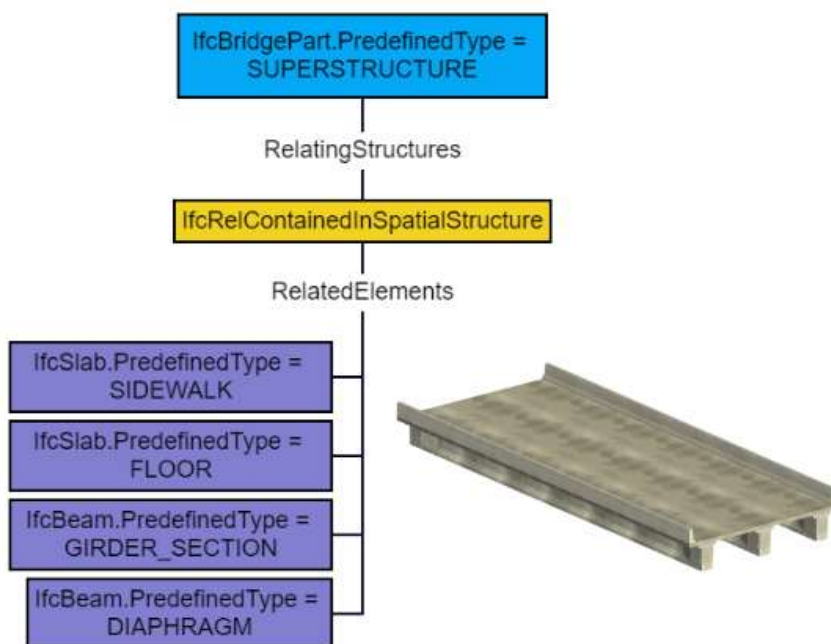 IfcBridgePart.PredefinedType =
SUPERSTRUCTURE
RelatingStructures
IfcRelContainedInSpatialStructure
RelatedElements
IfcSlab.PredefinedType =
SIDEWALK
IfcSlab.PredefinedType =
FLOOR
IfcBeam.PredefinedType =
GIRDER_SECTION
IfcBeam.PredefinedType =
DIAPHRAGM